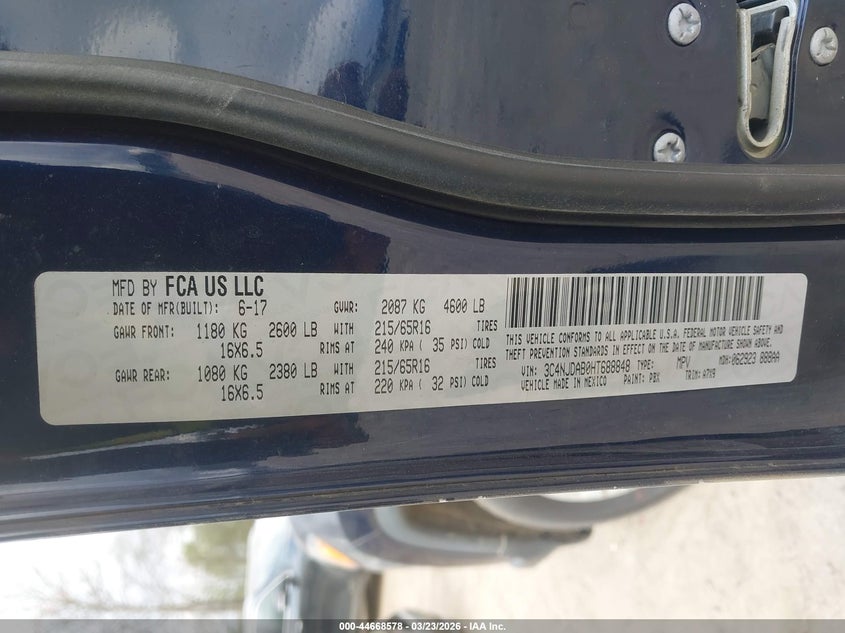 MFD BY FCA US LLC
DATE OF MFR(BUILT): 6-17 GVWR: 2087 KG 4600 LB
GAWR FRONT: 1180 KG 2600 LB WITH 215/65R16 TIRES
16X6.5 RIMS AT 240 KPA ( 35 PSI) COLD
GAWR REAR: 1080 KG 2380 LB WITH 215/65R16 TIRES
16X6.5 RIMS AT 220 KPA ( 32 PSI) COLD
THIS VEHICLE CONFORMS TO ALL APPLICABLE U.S.A. FEDERAL MOTOR VEHICLE SAFETY AND
THEFT PREVENTION STANDARDS IN EFFECT ON THE DATE OF MANUFACTURE SHOWN ABOVE.
VIN: 3C4NJDAB0HT688848 TYPE: MPV MDH: 062923 888AA
VEHICLE MADE IN MEXICO PAINT: PBX TRIM: A7X9
000-44668578 - 03/23/2026 - IAA Inc.